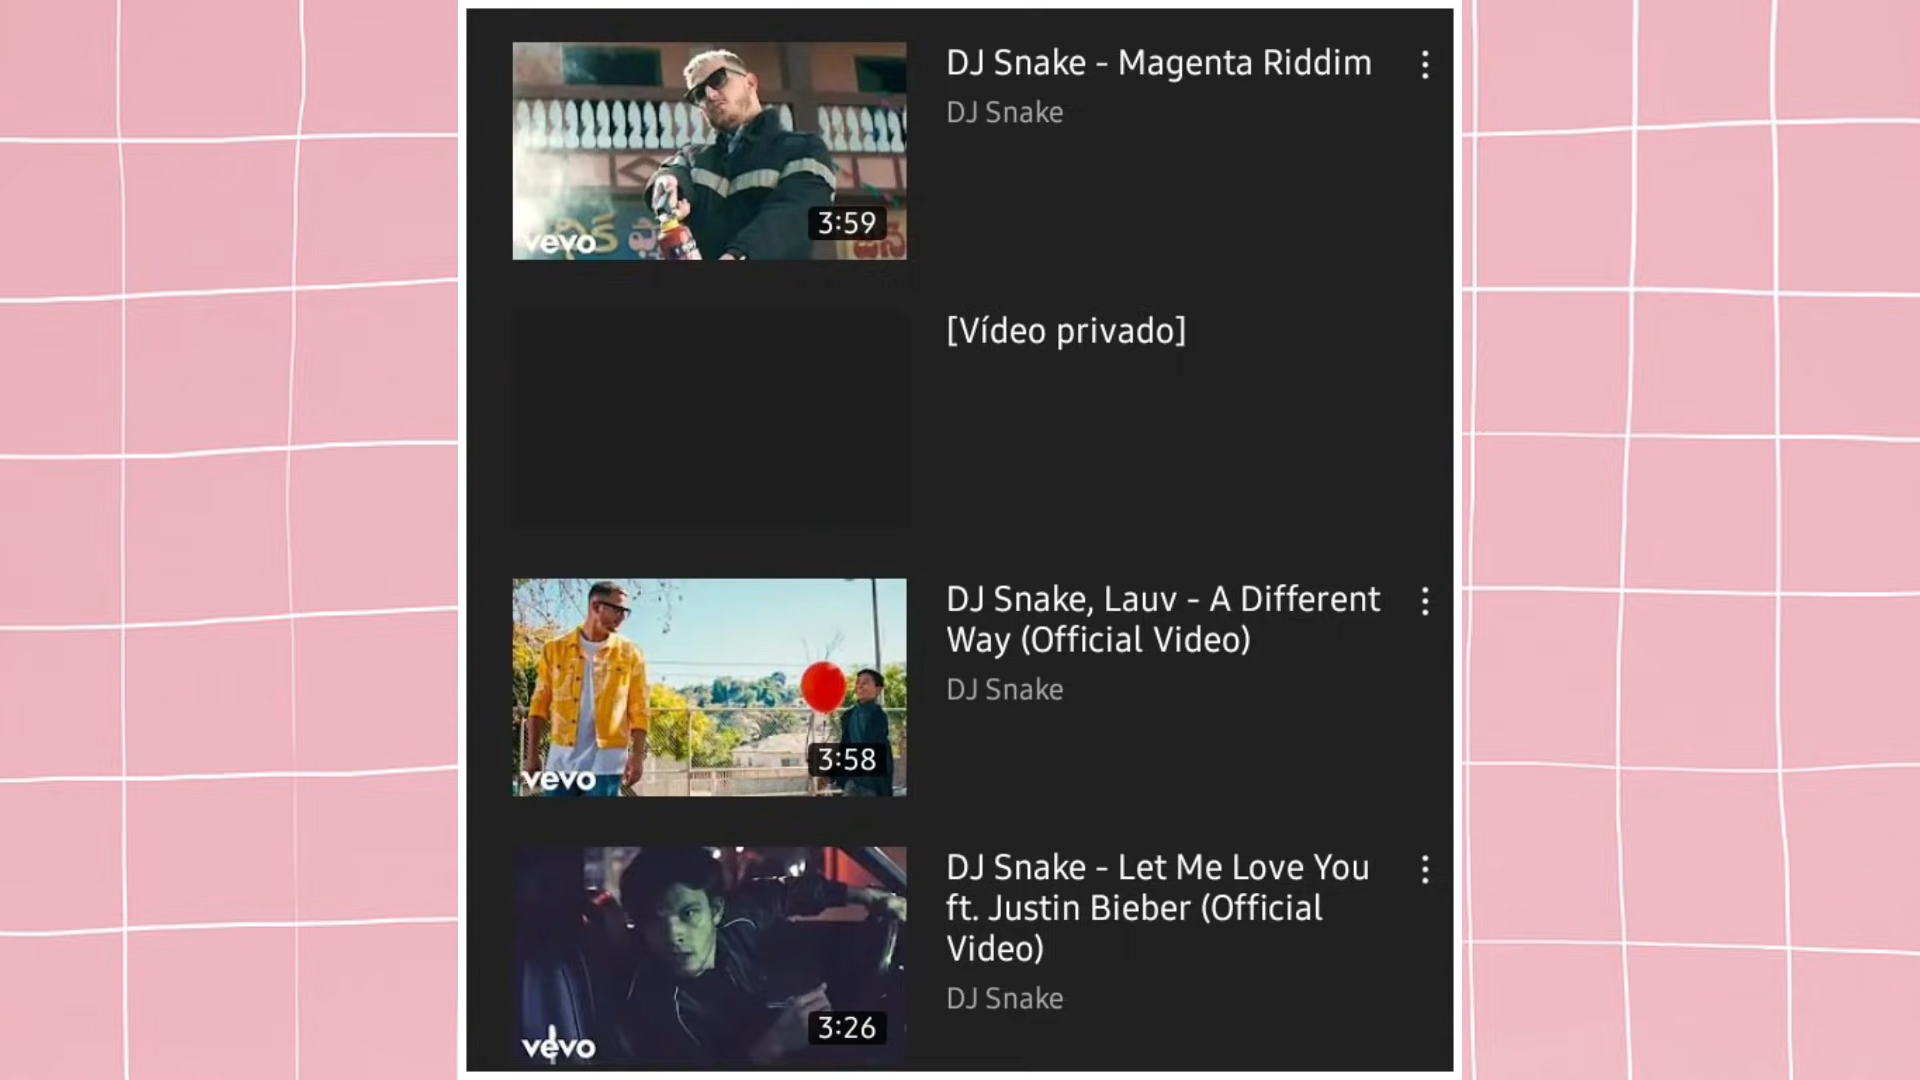 DJ Snake - Magenta Riddim
DJ Snake
vevo
3:59
[Vídeo privado]
DJ Snake, Lauv - A Different
Way (Official Video)
DJ Snake
vevo
3:58
DJ Snake - Let Me Love You
ft. Justin Bieber (Official
Video)
DJ Snake
vevo
3:26